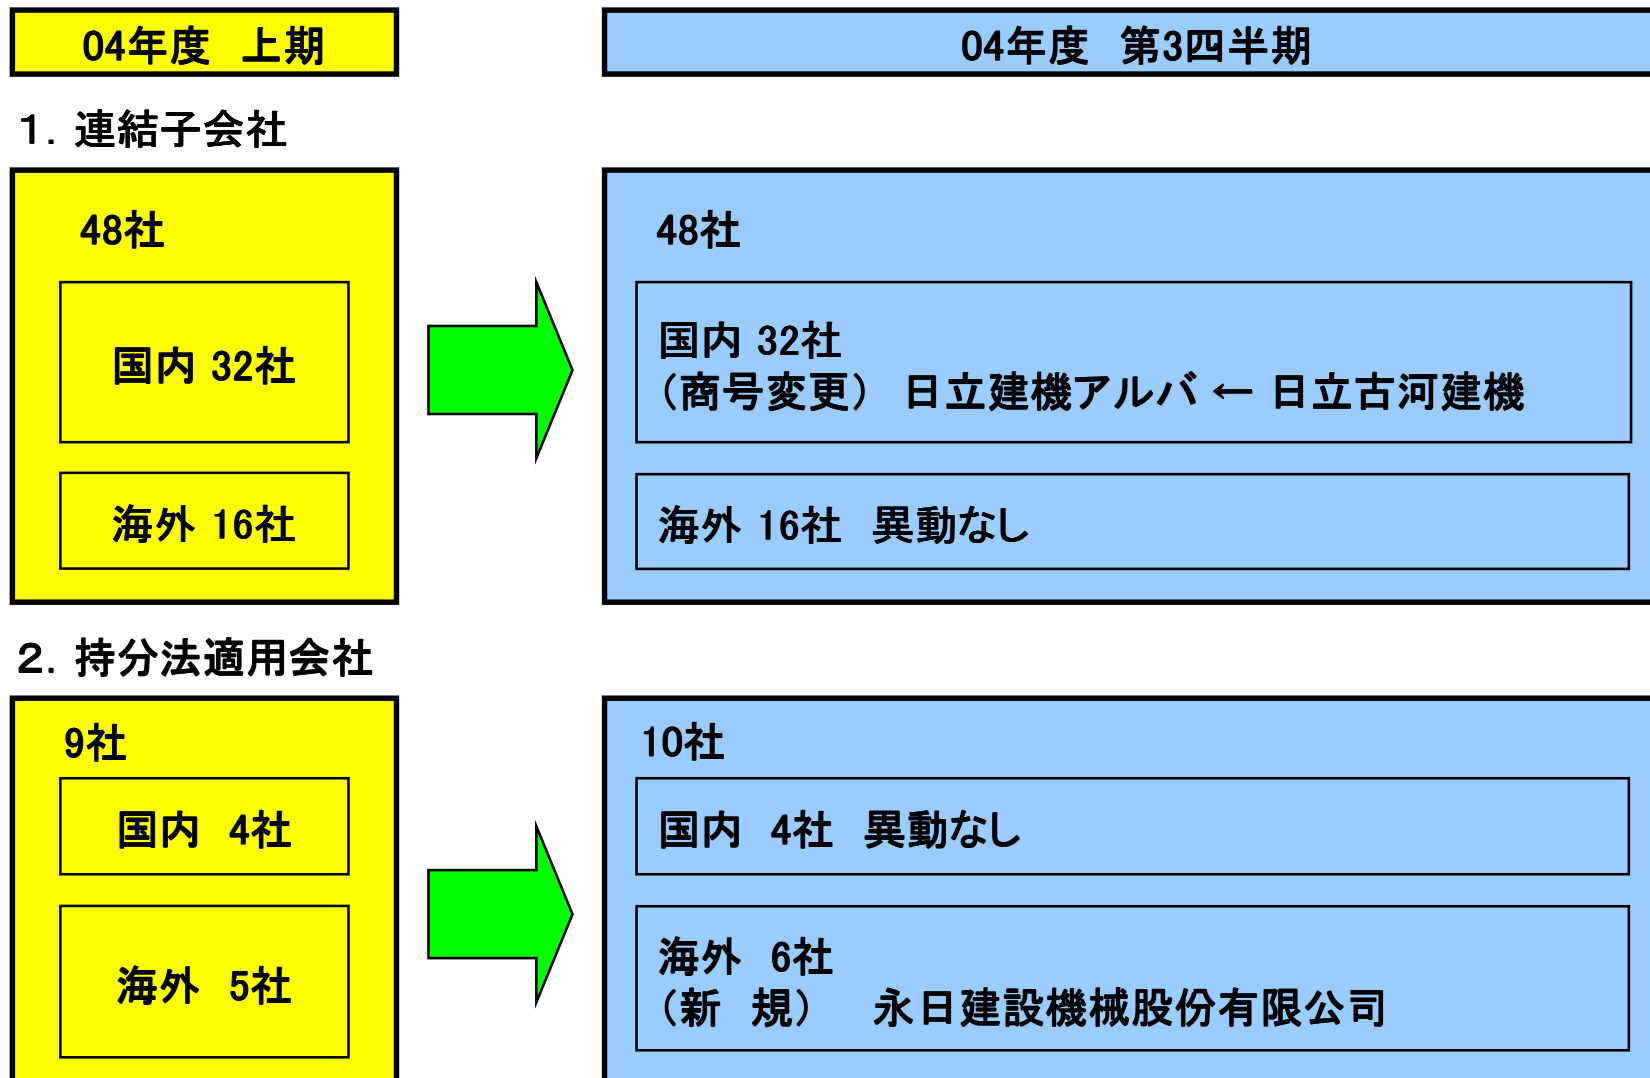 04年度 上期
04年度 第3四半期
1. 連結子会社
48社
国内 32社
海外 16社
48社
国内 32社
(商号変更) 日立建機アルバ ← 日立古河建機
海外 16社 異動なし
2. 持分法適用会社
9社
国内 4社
海外 5社
10社
国内 4社 異動なし
海外 6社
(新 規) 永日建設機械股份有限公司